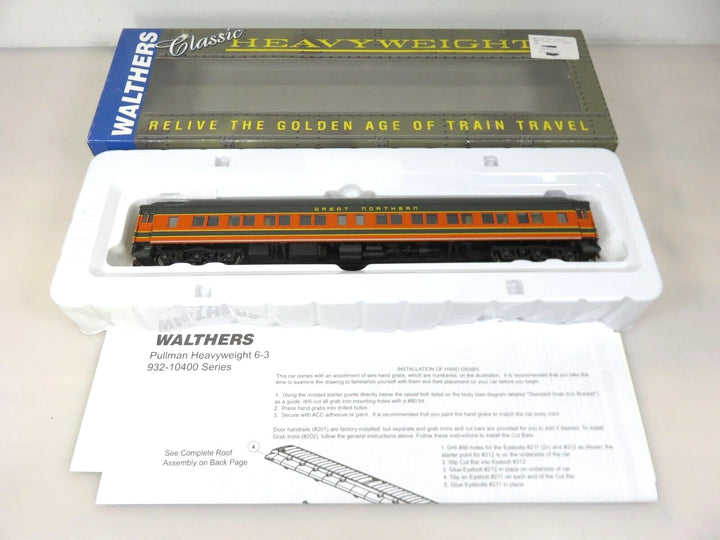 WALTHERS
Classic
HEAVYWEIGHT
RELIVE THE GOLDEN AGE OF TRAIN TRAVEL
GREAT NORTHERN
WALTHERS
Pullman Heavyweight 6-3
932-10400 Series
INSTALLATION OF HAND GRABS
This car comes with an assortment of wire hand grabs, which are numbered, on the illustration. It is recommended that you take
time to examine the drawing to familiarize yourself with them and their placement on your car before you begin.
1. Using the molded starter points directly below the raised bolt detail on the body (see diagram labeled "Standard Grab Iron Bracket")
as a guide, drill out all grab iron mounting holes with a #80 bit.
2. Press hand grabs into drilled holes.
3. Secure with ACC adhesive or paint. It is recommended that you paint the hand grabs to match the car body color.
Door handrails (#201) are factory-installed, but separate end grab irons and cut bars are provided for you to add if desired. To install
Grab Irons (#202), follow the general instructions above. Follow these instructions to install the Cut Bars.
1. Drill #80 holes for Eyebolts #211 (2x) and #212 as shown, the
starter point for #212 is on the underside of the car
2. Slip Cut Bar into Eyebolt #212
3. Glue Eyebolt #212 in place on underside of car
4. Slip an Eyebolt #211 on each end of the Cut Bar
5. Glue Eyebolts #211 in place
See Complete Roof
Assembly on Back Page
4